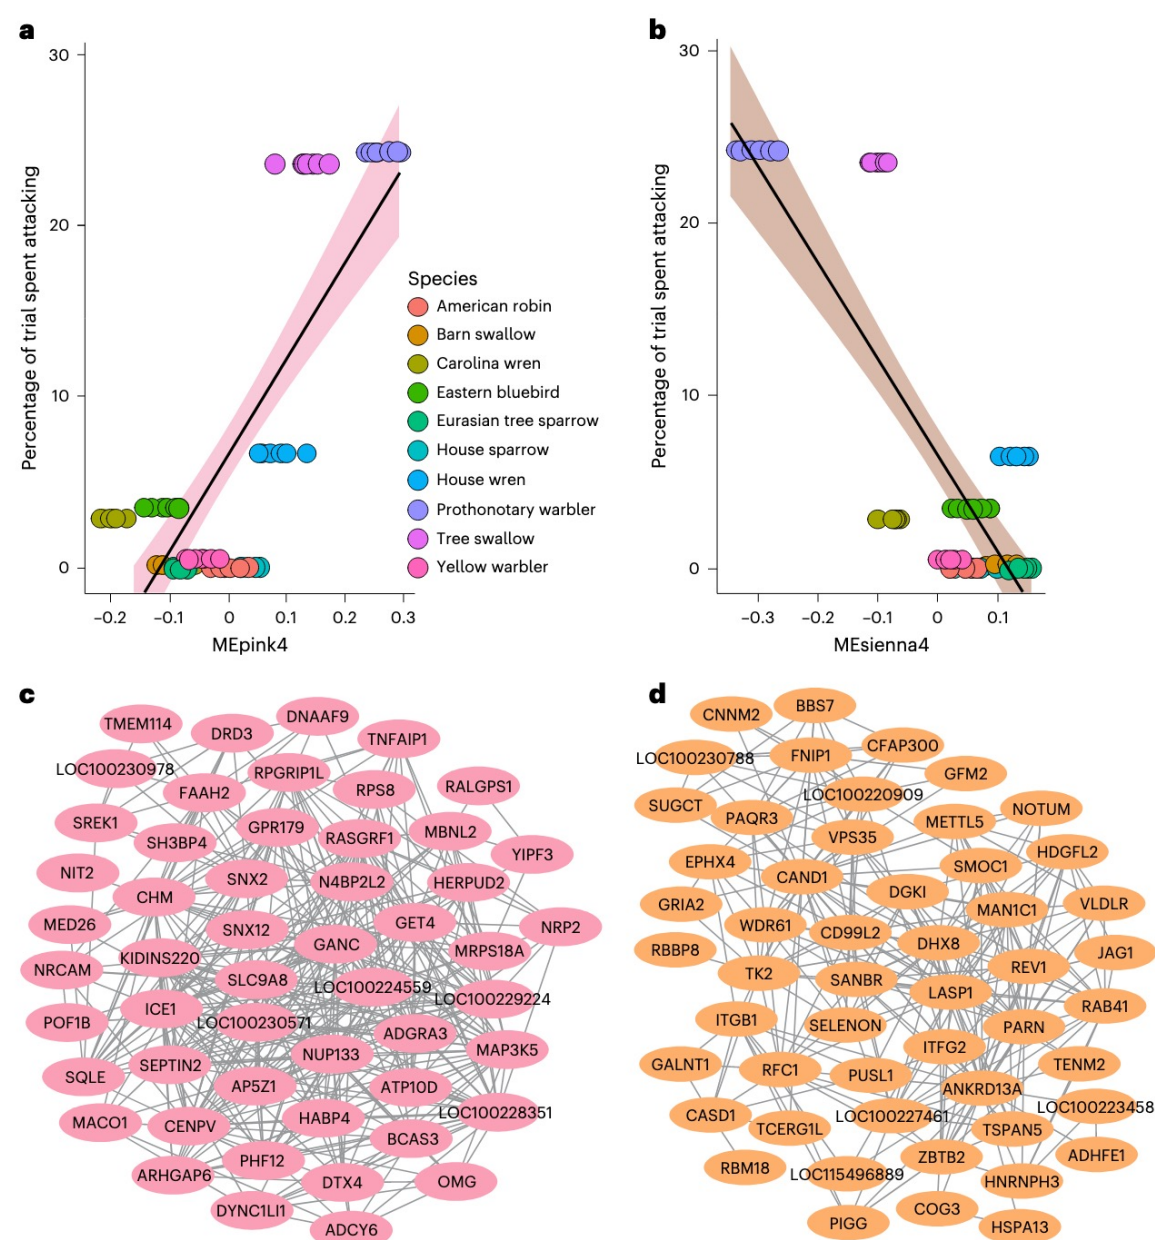 a
30
20
10
0
Percentage of trial spent attacking
−0.2 −0.1 0 0.1 0.2 0.3
MEpink4
Species
American robin
Barn swallow
Carolina wren
Eastern bluebird
Eurasian tree sparrow
House sparrow
House wren
Prothonotary warbler
Tree swallow
Yellow warbler
b
30
20
10
0
Percentage of trial spent attacking
−0.3 −0.2 −0.1 0 0.1
MEsienna4
c
TMEM114
DRD3
DNAAF9
TNFAIP1
LOC100230978
FAAH2
RPGRIP1L
RPS8
RALGPS1
SREK1
SH3BP4
GPR179
RASGRF1
MBNL2
YIPF3
NIT2
CHM
SNX2
N4BP2L2
HERPUD2
MED26
SNX12
GANC
GET4
NRP2
NRCAM
KIDINS220
SLC9A8
LOC100224559
MRPS18A
LOC100229224
POF1B
ICE1
LOC100230571
ADGRA3
MAP3K5
SQLE
SEPTIN2
NUP133
AP5Z1
ATP10D
MACO1
CENPV
HABP4
LOC100228351
BCAS3
ARHGAP6
PHF12
DTX4
OMG
DYNC1LI1
ADCY6
d
CNNM2
BBS7
LOC100230788
FNIP1
CFAP300
GFM2
SUGCT
PAQR3
LOC100220909
VPS35
METTL5
NOTUM
EPHX4
CAND1
SMOC1
HDGFL2
GRIA2
DGKI
MAN1C1
VLDLR
WDR61
CD99L2
DHX8
RBBP8
JAG1
TK2
SANBR
LASP1
REV1
RAB41
ITGB1
SELENON
PARN
ITFG2
GALNT1
RFC1
PUSL1
ANKRD13A
TENM2
CASD1
TCERG1L
LOC100227461
TSPAN5
LOC100223458
RBM18
LOC115496889
ZBTB2
ADHFE1
HNRNPH3
PIGG
COG3
HSPA13